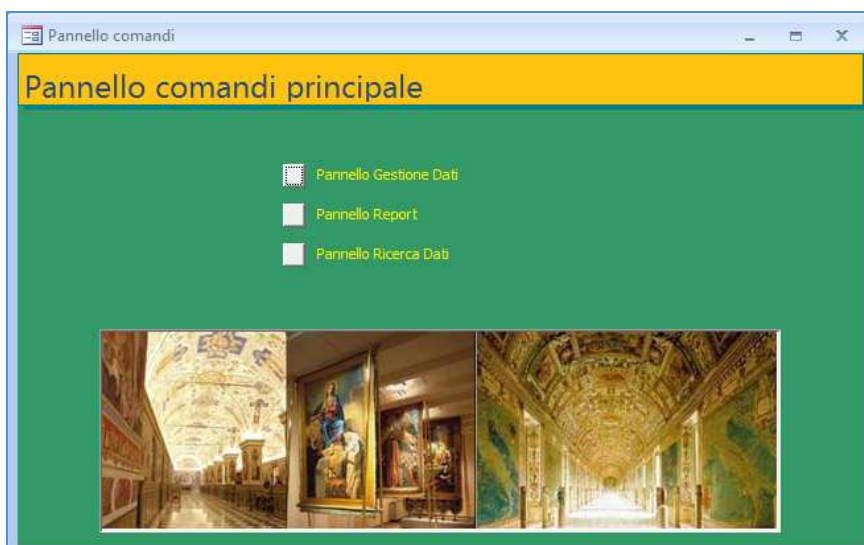 Pannello comandi
Pannello comandi principale
Pannello Gestione Dati
Pannello Report
Pannello Ricerca Dati